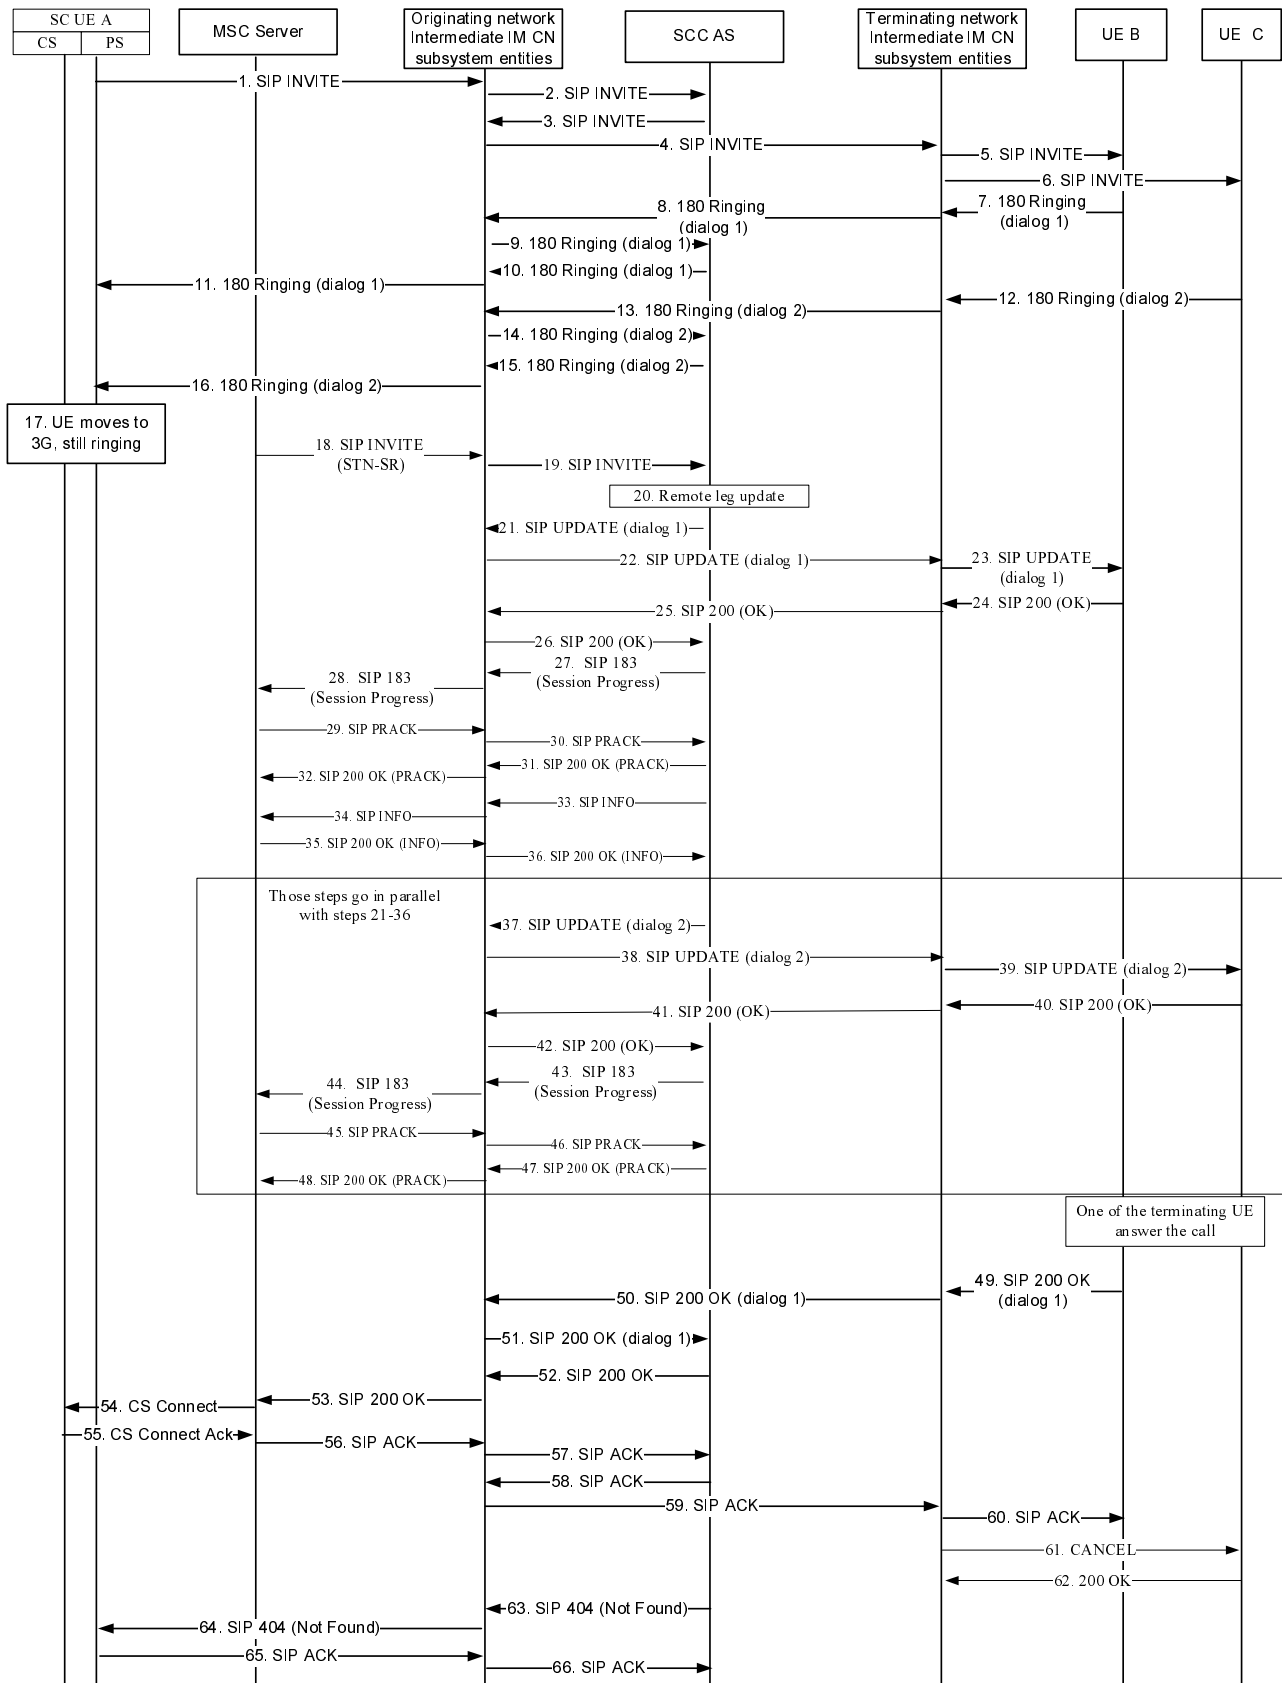 SC UE A
CS
PS
MSC Server
Originating network
Intermediate IM CN
subsystem entities
SCC AS
Terminating network
Intermediate IM CN
subsystem entities
UE B
UE C
1. SIP INVITE
2. SIP INVITE
3. SIP INVITE
4. SIP INVITE
5. SIP INVITE
6. SIP INVITE
7. 180 Ringing
(dialog 1)
8. 180 Ringing
(dialog 1)
9. 180 Ringing (dialog 1)
10. 180 Ringing (dialog 1)
11. 180 Ringing (dialog 1)
12. 180 Ringing (dialog 2)
13. 180 Ringing (dialog 2)
14. 180 Ringing (dialog 2)
15. 180 Ringing (dialog 2)
16. 180 Ringing (dialog 2)
17. UE moves to
3G, still ringing
18. SIP INVITE
(STN-SR)
19. SIP INVITE
20. Remote leg update
21. SIP UPDATE (dialog 1)
22. SIP UPDATE (dialog 1)
23. SIP UPDATE
(dialog 1)
24. SIP 200 (OK)
25. SIP 200 (OK)
26. SIP 200 (OK)
27. SIP 183
(Session Progress)
28. SIP 183
(Session Progress)
29. SIP PRACK
30. SIP PRACK
31. SIP 200 OK (PRACK)
32. SIP 200 OK (PRACK)
33. SIP INFO
34. SIP INFO
35. SIP 200 OK (INFO)
36. SIP 200 OK (INFO)
Those steps go in parallel
with steps 21-36
37. SIP UPDATE (dialog 2)
38. SIP UPDATE (dialog 2)
39. SIP UPDATE (dialog 2)
40. SIP 200 (OK)
41. SIP 200 (OK)
42. SIP 200 (OK)
43. SIP 183
(Session Progress)
44. SIP 183
(Session Progress)
45. SIP PRACK
46. SIP PRACK
47. SIP 200 OK (PRACK)
48. SIP 200 OK (PRACK)
One of the terminating UE
answer the call
49. SIP 200 OK
(dialog 1)
50. SIP 200 OK (dialog 1)
51. SIP 200 OK (dialog 1)
52. SIP 200 OK
53. SIP 200 OK
54. CS Connect
55. CS Connect Ack
56. SIP ACK
57. SIP ACK
58. SIP ACK
59. SIP ACK
60. SIP ACK
61. CANCEL
62. 200 OK
63. SIP 404 (Not Found)
64. SIP 404 (Not Found)
65. SIP ACK
66. SIP ACK